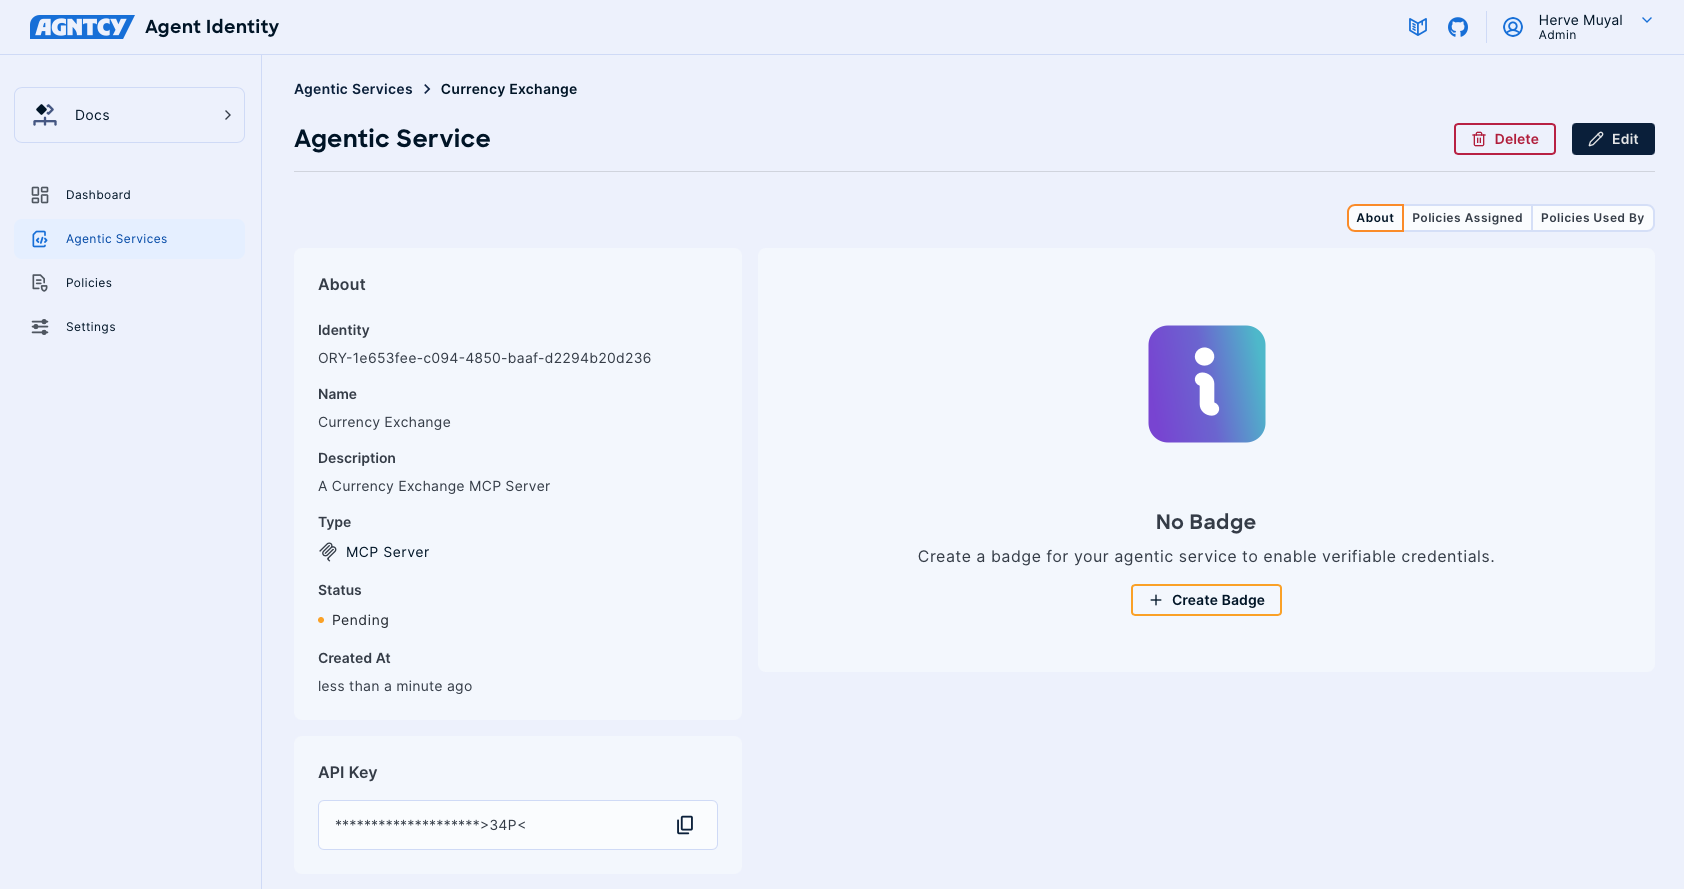 AGNTCY Agent Identity
Herve Muyal
Admin
Docs
Dashboard
Agentic Services
Policies
Settings
Agentic Services > Currency Exchange
Agentic Service
Delete
Edit
About
Policies Assigned
Policies Used By
About
Identity
ORY-1e653fee-c094-4850-baaf-d2294b20d236
Name
Currency Exchange
Description
A Currency Exchange MCP Server
Type
MCP Server
Status
Pending
Created At
less than a minute ago
No Badge
Create a badge for your agentic service to enable verifiable credentials.
+ Create Badge
API Key
********************>34P<